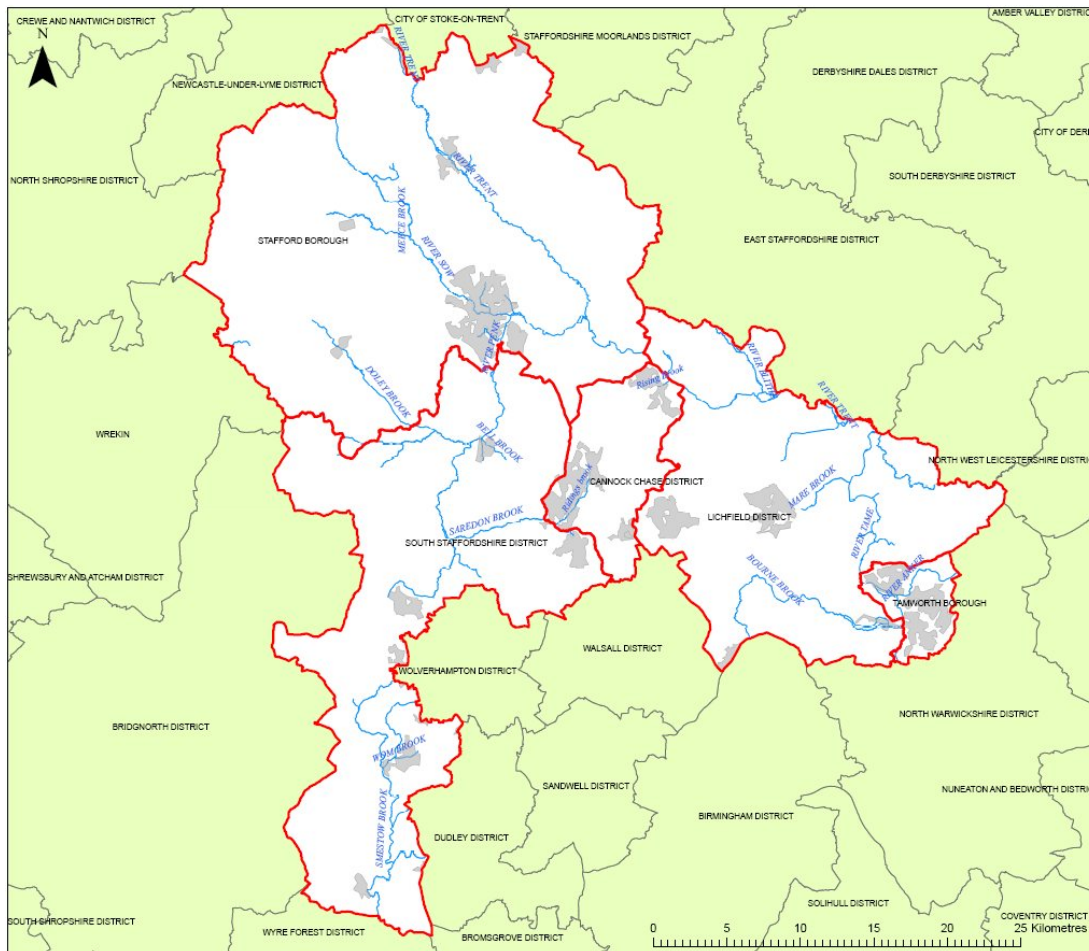 CREWE AND NANTWICH DISTRICT
CITY OF STOKE-ON-TRENT
AMBER VALLEY DISTRIC
N
STAFFORDSHIRE MOORLANDS DISTRICT
RIVER TRENT
DERBYSHIRE DALES DISTRICT
NEWCASTLE-UNDER-LYME DISTRICT
CITY OF DERB
RIVER TRENT
NORTH SHROPSHIRE DISTRICT
SOUTH DERBYSHIRE DISTRICT
MEECE BROOK
STAFFORD BOROUGH
EAST STAFFORDSHIRE DISTRICT
RIVER SOW
RIVER PENK
RIVER BLITHE
DOLEY BROOK
Rising Brook
RIVER TRENT
WREKIN
BELL BROOK
NORTH WEST LEICESTERSHIRE DISTRI
CANNOCK CHASE DISTRICT
Ridings brook
MARE BROOK
LICHFIELD DISTRICT
SAREDON BROOK
SOUTH STAFFORDSHIRE DISTRICT
RIVER TAME
SHREWSBURY AND ATCHAM DISTRICT
BOURNE BROOK
RIVER ANKER
TAMWORTH BOROUGH
WALSALL DISTRICT
WOLVERHAMPTON DISTRICT
BRIDGNORTH DISTRICT
NORTH WARWICKSHIRE DISTRICT
WOM BROOK
SANDWELL DISTRICT
NUNEATON AND BEDWORTH DISTRI
BIRMINGHAM DISTRICT
SMESTOW BROOK
DUDLEY DISTRICT
SOLIHULL DISTRICT
COVENTRY DISTRICT
SOUTH SHROPSHIRE DISTRICT
WYRE FOREST DISTRICT
BROMSGROVE DISTRICT
0 5 10 15 20 25 Kilometres